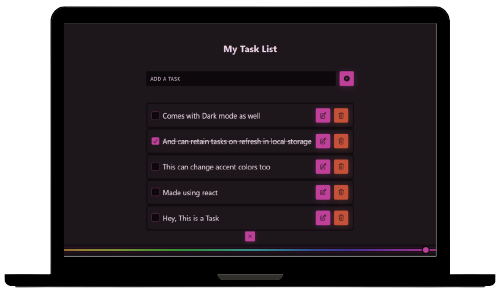 My Task List
ADD A TASK
Comes with Dark mode as well
And can retain tasks on refresh in local storage
This can change accent colors too
Made using react
Hey, This is a Task